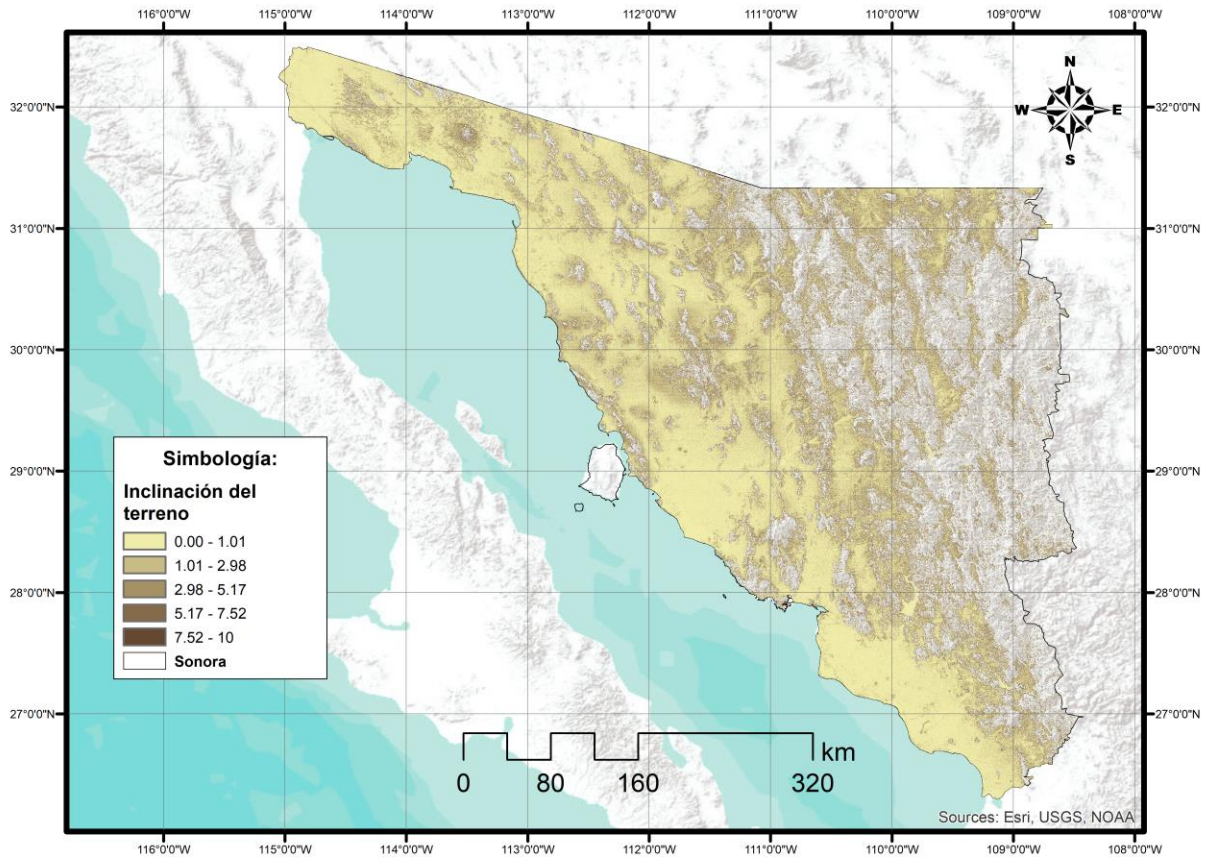 116°0'0"W 115°0'0"W 114°0'0"W 113°0'0"W 112°0'0"W 111°0'0"W 110°0'0"W 109°0'0"W 108°0'0"W
N
W E
S
32°0'0"N 32°0'0"N
31°0'0"N 31°0'0"N
30°0'0"N 30°0'0"N
29°0'0"N 29°0'0"N
28°0'0"N 28°0'0"N
27°0'0"N 27°0'0"N
Simbología:
Inclinación del
terreno
0.00 - 1.01
1.01 - 2.98
2.98 - 5.17
5.17 - 7.52
7.52 - 10
Sonora
km
0 80 160 320
Sources: Esri, USGS, NOAA
116°0'0"W 115°0'0"W 114°0'0"W 113°0'0"W 112°0'0"W 111°0'0"W 110°0'0"W 109°0'0"W 108°0'0"W